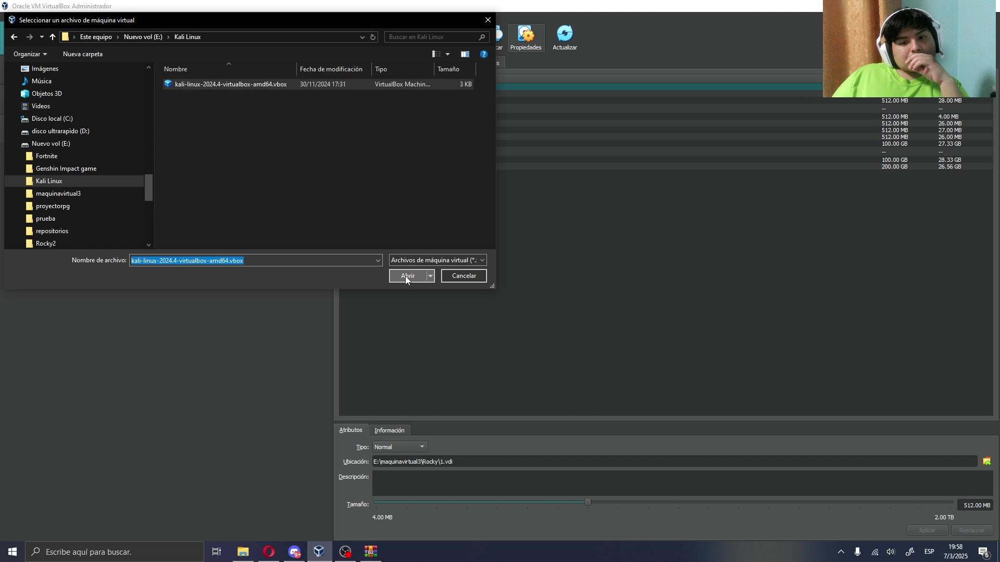 Oracle VM VirtualBox Administrador
Seleccionar un archivo de máquina virtual
Este equipo › Nuevo vol (E:) › Kali Linux
Buscar en Kali Linux
Organizar
Nueva carpeta
car
Propiedades
Actualizar
s
Imágenes
Música
Objetos 3D
Videos
Disco local (C:)
disco ultrarapido (D:)
Nuevo vol (E:)
Fortnite
Genshin Impact game
Kali Linux
maquinavirtual3
proyectorpg
prueba
repositorios
Rocky2
Nombre Fecha de modificación Tipo Tamaño
kali-linux-2024.4-virtualbox-amd64.vbox 30/11/2024 17:31 VirtualBox Machin... 3 KB
512.00 MB 28.00 MB
-- --
512.00 MB 4.00 MB
512.00 MB 26.00 MB
512.00 MB 27.00 MB
512.00 MB 26.00 MB
100.00 GB 27.33 GB
-- --
100.00 GB 28.33 GB
200.00 GB 26.56 GB
Nombre de archivo: kali-linux-2024.4-virtualbox-amd64.vbox
Archivos de máquina virtual (*.:
Abrir
Cancelar
Atributos
Información
Tipo: Normal
Ubicación: E:\maquinavirtual3\Rocky\1.vdi
Descripción:
Tamaño: 512.00 MB
4.00 MB 2.00 TB
Aplicar
Restaurar
Escribe aquí para buscar.
9+
ESP
19:58
7/3/2025
6